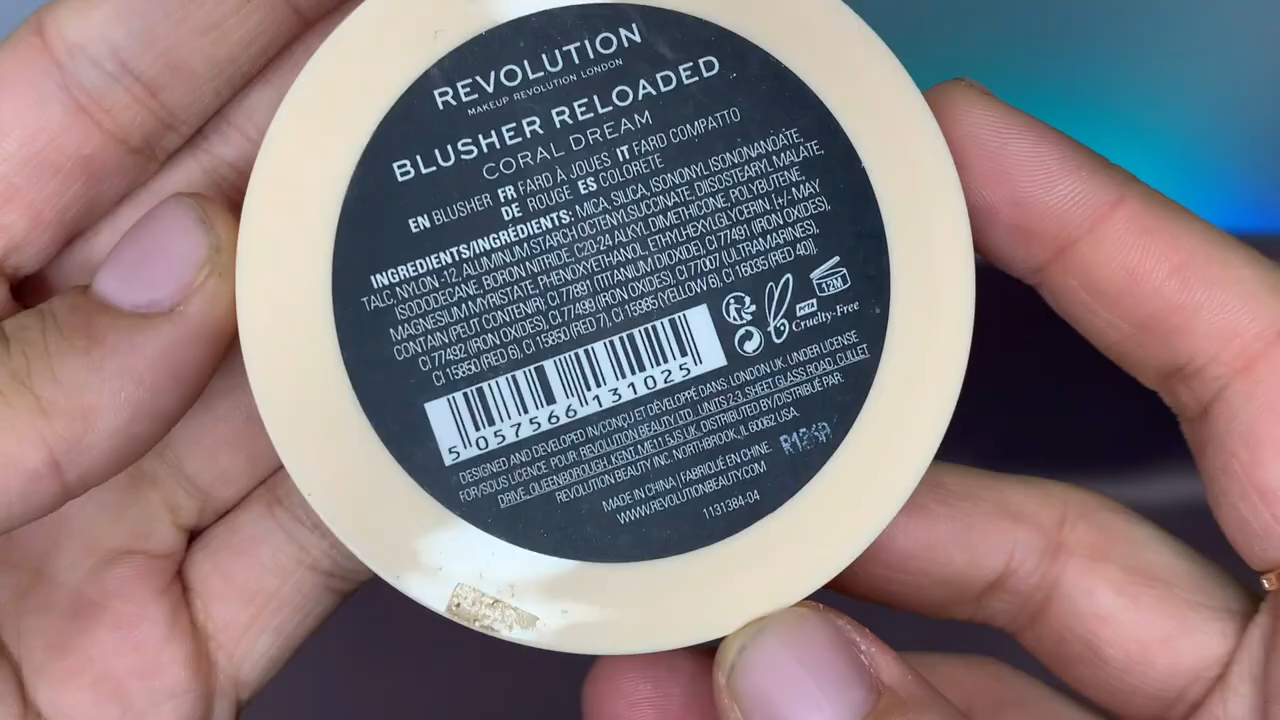 REVOLUTION
MAKEUP REVOLUTION LONDON
BLUSHER RELOADED
CORAL DREAM
EN BLUSHER FR FARD À JOUES IT FARD COMPATTO
DE ROUGE ES COLORETE
INGREDIENTS/INGRÉDIENTS: MICA, SILICA, ISONONYL ISONONANOATE,
TALC, NYLON-12, ALUMINUM STARCH OCTENYLSUCCINATE, DIISOSTEARYL MALATE,
ISODODECANE, BORON NITRIDE, C20-24 ALKYL DIMETHICONE, POLYBUTENE,
MAGNESIUM MYRISTATE, PHENOXYETHANOL, ETHYLHEXYLGLYCERIN. [+/- MAY
CONTAIN (PEUT CONTENIR): CI 77891 (TITANIUM DIOXIDE), CI 77491 (IRON OXIDES),
CI 77492 (IRON OXIDES), CI 77499 (IRON OXIDES), CI 77007 (ULTRAMARINES),
CI 15850 (RED 6), CI 15850 (RED 7), CI 15985 (YELLOW 6), CI 16035 (RED 40)].
12M
PETA
Cruelty-Free
5 057566 131025
DESIGNED AND DEVELOPED IN/CONÇU ET DÉVELOPPÉ DANS: LONDON UK. UNDER LICENSE
FOR/SOUS LICENCE POUR: REVOLUTION BEAUTY LTD. UNITS 2-3, SHEET GLASS ROAD, CULLET
DRIVE, QUEENBOROUGH, KENT, ME11 5JS UK. DISTRIBUTED BY/DISTRIBUÉ PAR:
REVOLUTION BEAUTY INC. NORTHBROOK, IL 60062 USA.
MADE IN CHINA | FABRIQUÉ EN CHINE
WWW.REVOLUTIONBEAUTY.COM
1131384-04